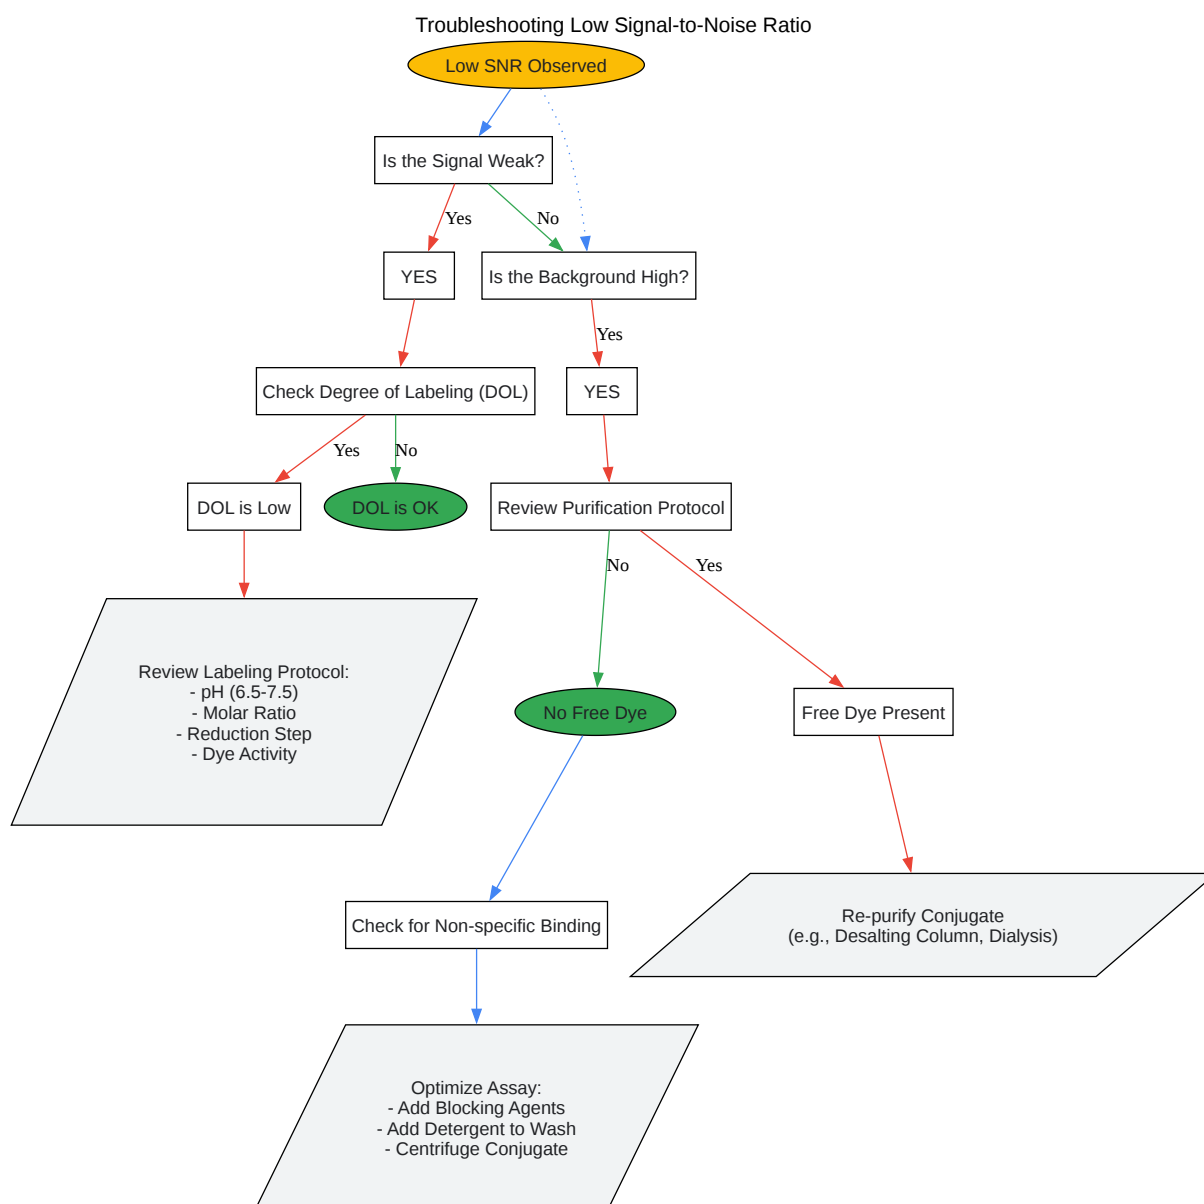 Troubleshooting Low Signal-to-Noise Ratio
Low SNR Observed
Is the Signal Weak?
Yes
No
YES
Is the Background High?
Yes
Check Degree of Labeling (DOL)
YES
Yes
No
DOL is Low
DOL is OK
Review Purification Protocol
No
Yes
Review Labeling Protocol:
- pH (6.5-7.5)
- Molar Ratio
- Reduction Step
- Dye Activity
No Free Dye
Free Dye Present
Check for Non-specific Binding
Re-purify Conjugate
(e.g., Desalting Column, Dialysis)
Optimize Assay:
- Add Blocking Agents
- Add Detergent to Wash
- Centrifuge Conjugate